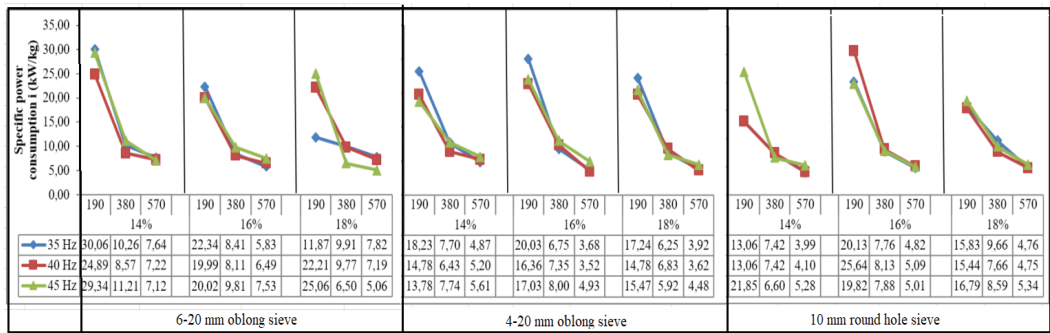 Specific power
consumption i (kW/kg)
35,00
30,00
25,00
20,00
15,00
10,00
5,00
0,00
190 380 570 190 380 570 190 380 570 190 380 570 190 380 570 190 380 570 190 380 570 190 380 570 190 380 570
14% 16% 18% 14% 16% 18% 14% 16% 18%
35 Hz 30,06 10,26 7,64 22,34 8,41 5,83 11,87 9,91 7,82 18,23 7,70 4,87 20,03 6,75 3,68 17,24 6,25 3,92 13,06 7,42 3,99 20,13 7,76 4,82 15,83 9,66 4,76
40 Hz 24,89 8,57 7,22 19,99 8,11 6,49 22,21 9,77 7,19 14,78 6,43 5,20 16,36 7,35 3,52 14,78 6,83 3,62 13,06 7,42 4,10 25,64 8,13 5,09 15,44 7,66 4,75
45 Hz 29,34 11,21 7,12 20,02 9,81 7,53 25,06 6,50 5,06 13,78 7,74 5,61 17,03 8,00 4,93 15,47 5,92 4,48 21,85 6,60 5,28 19,82 7,88 5,01 16,79 8,59 5,34
6-20 mm oblong sieve 4-20 mm oblong sieve 10 mm round hole sieve